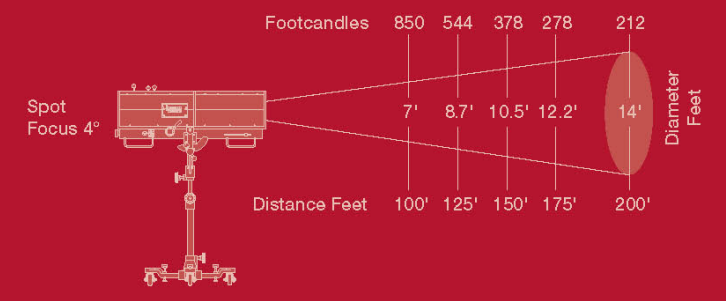 Footcandles 850 544 378 278 212
Spot
Focus 4°
7' 8.7' 10.5' 12.2' 14'
Diameter
Feet
Distance Feet 100' 125' 150' 175' 200'